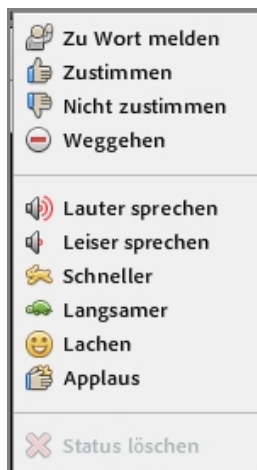 Zu Wort melden
Zustimmen
Nicht zustimmen
Weggehen
Lauter sprechen
Leiser sprechen
Schneller
Langsamer
Lachen
Applaus
Status löschen